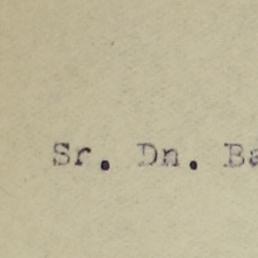 Sr. Dn. Ba